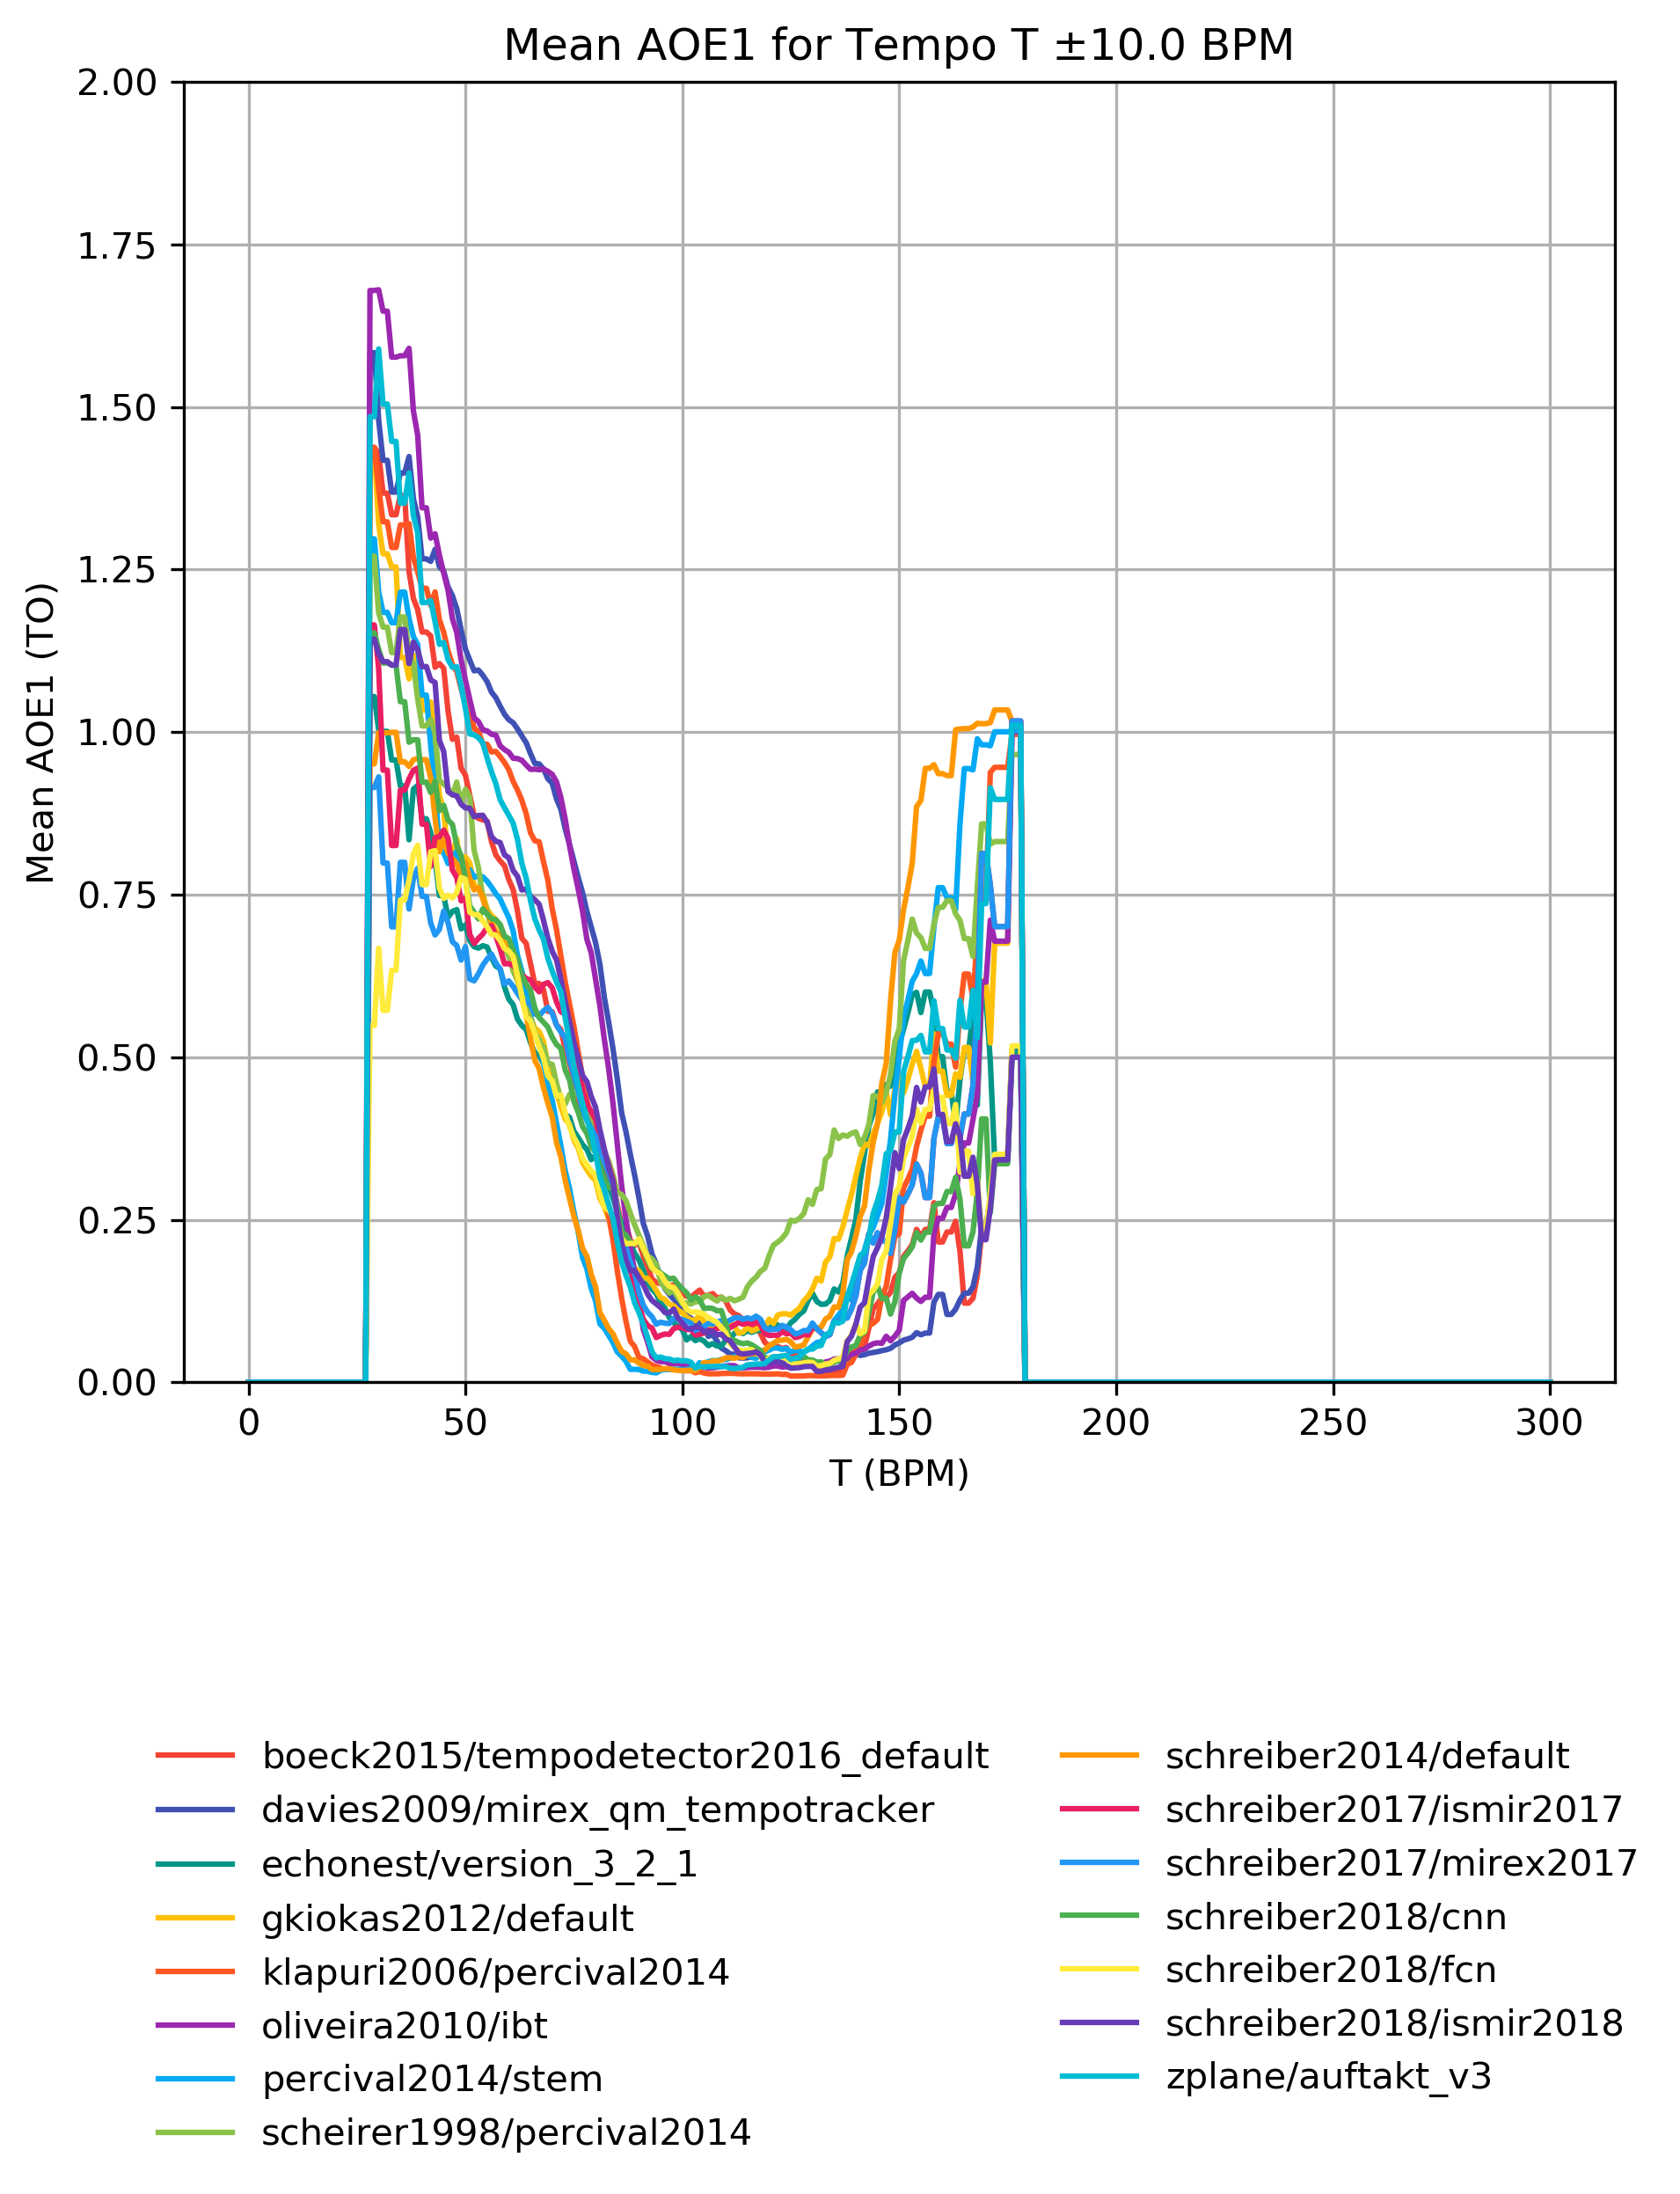 Mean AOE1 for Tempo T ±10.0 BPM
2.00
1.75
1.50
1.25
1.00
0.75
0.50
0.25
0.00
Mean AOE1 (TO)
0 50 100 150 200 250 300
T (BPM)
boeck2015/tempodetector2016_default
davies2009/mirex_qm_tempotracker
echonest/version_3_2_1
gkiokas2012/default
klapuri2006/percival2014
oliveira2010/ibt
percival2014/stem
scheirer1998/percival2014
schreiber2014/default
schreiber2017/ismir2017
schreiber2017/mirex2017
schreiber2018/cnn
schreiber2018/fcn
schreiber2018/ismir2018
zplane/auftakt_v3